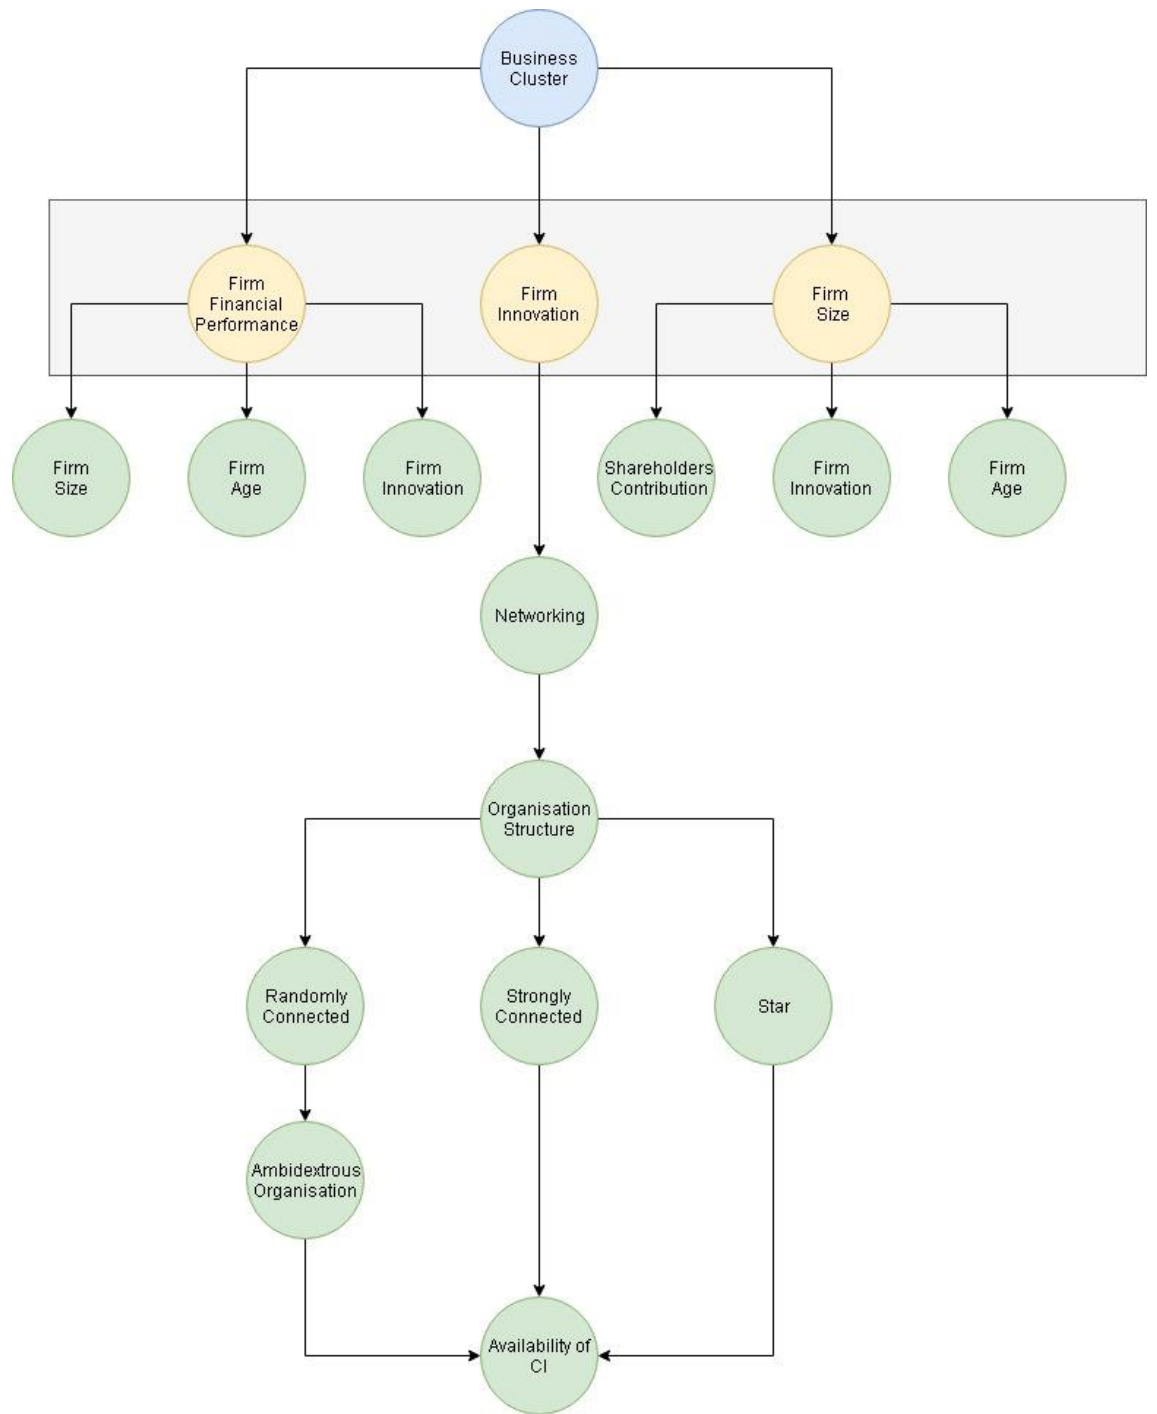 Business
Cluster
Firm
Financial
Performance
Firm
Innovation
Firm
Size
Firm
Size
Firm
Age
Firm
Innovation
Shareholders
Contribution
Firm
Innovation
Firm
Age
Networking
Organisation
Structure
Randomly
Connected
Strongly
Connected
Star
Ambidextrous
Organisation
Availability of
CI